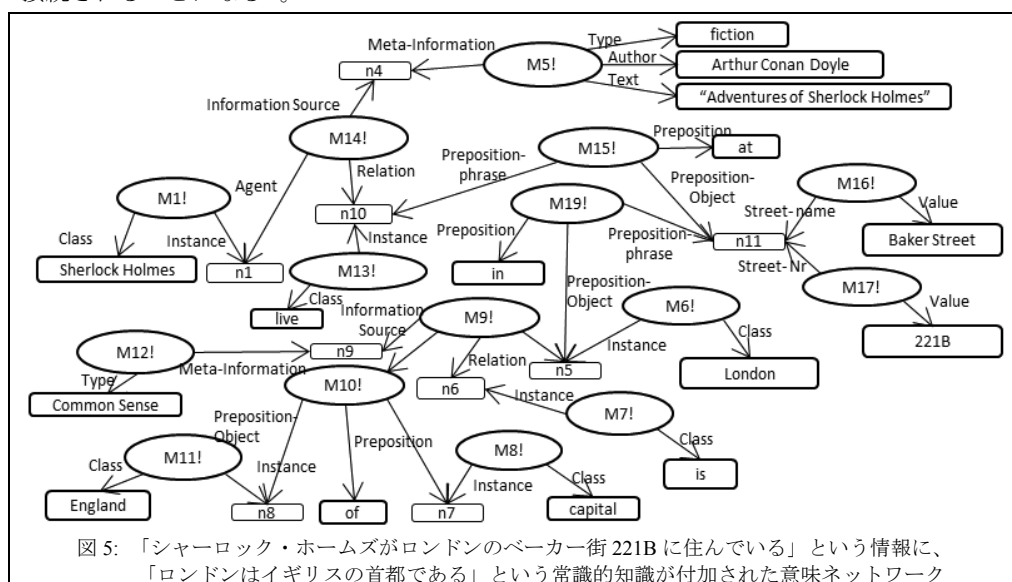 Meta-Information
Type
fiction
M5!
Author
Arthur Conan Doyle
n4
Text
“Adventures of Sherlock Holmes”
Information Source
M14!
M15!
Preposition
at
Preposition-
phrase
Relation
Agent
M1!
M19!
Preposition-
Object
M16!
Street-name
Value
n10
Class
Instance
Instance
Preposition
Preposition-
phrase
n11
Baker Street
Sherlock Holmes
n1
M13!
in
Street-Nr
M17!
Class
live
Information
Source
Preposition-
Object
M9!
M6!
Value
221B
M12!
n9
Relation
Instance
Class
Meta-Information
n5
Type
M10!
n6
London
Common Sense
Instance
M7!
Preposition-
Object
Preposition
M11!
M8!
Class
Class
Instance
Instance
Class
is
England
n8
of
n7
capital
図 5: 「シャーロック・ホームズがロンドンのベーカー街 221B に住んでいる」という情報に、
「ロンドンはイギリスの首都である」という常識的知識が付加された意味ネットワーク